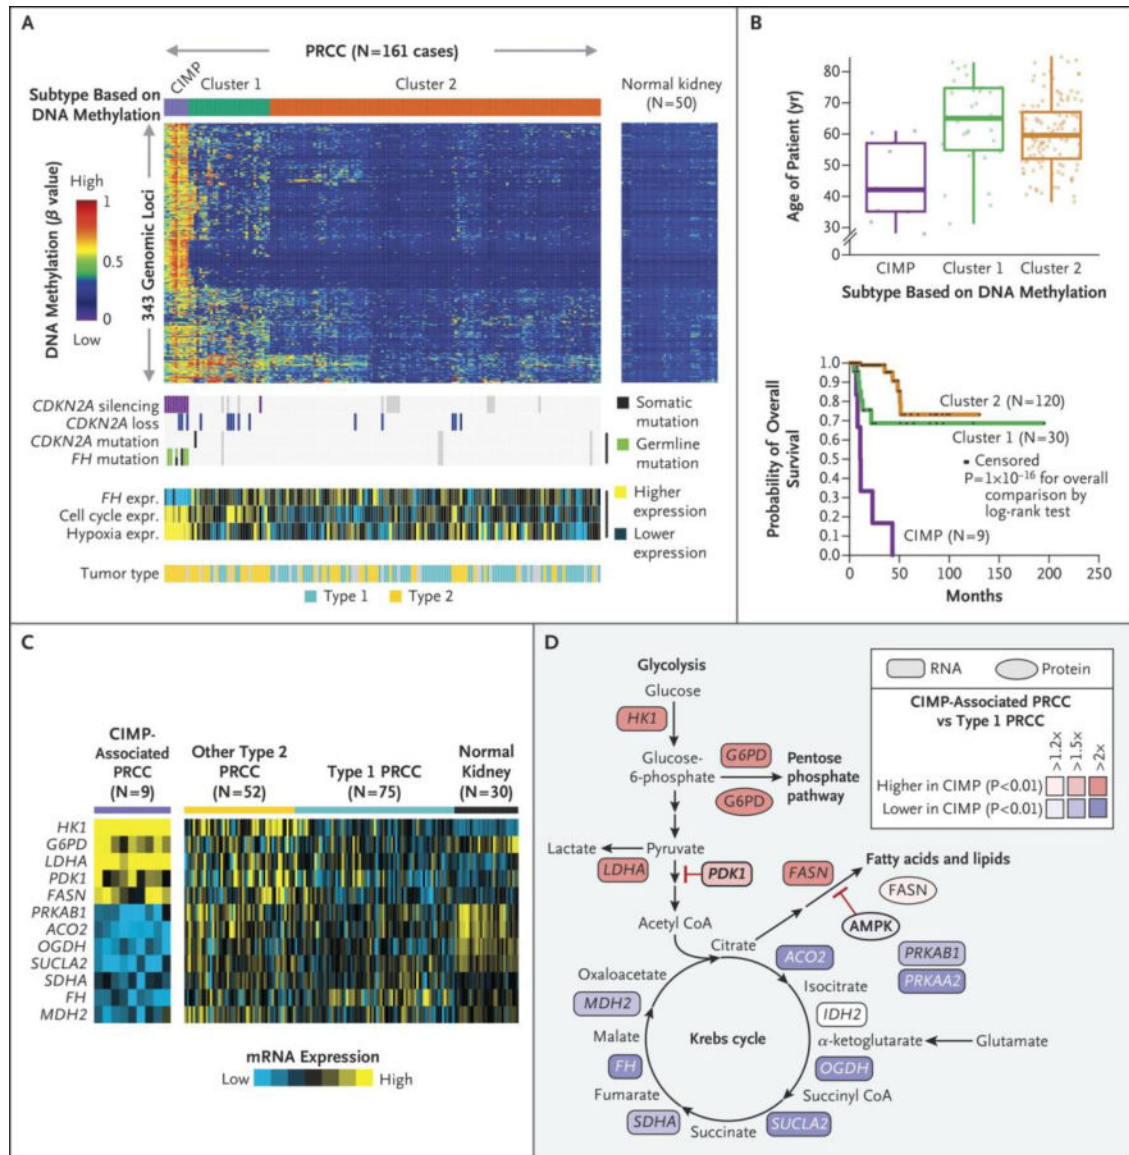 A
PRCC (N=161 cases)
CIMP
Cluster 1
Cluster 2
Subtype Based on
DNA Methylation
Normal kidney
(N=50)
DNA Methylation (β value)
High
1
0.5
0
Low
343 Genomic Loci
CDKN2A silencing
CDKN2A loss
CDKN2A mutation
FH mutation
Somatic
mutation
Germline
mutation
FH expr.
Cell cycle expr.
Hypoxia expr.
Higher
expression
Lower
expression
Tumor type
Type 1
Type 2
B
Age of Patient (yr)
80
70
60
50
40
30
0
CIMP
Cluster 1
Cluster 2
Subtype Based on DNA Methylation
Probability of Overall
Survival
1.0
0.9
0.8
0.7
0.6
0.5
0.4
0.3
0.2
0.1
0.0
Cluster 2 (N=120)
Cluster 1 (N=30)
Censored
P=1×10⁻¹⁶ for overall
comparison by
log-rank test
CIMP (N=9)
0
50
100
150
200
250
Months
C
CIMP-
Associated
PRCC
(N=9)
Other Type 2
PRCC
(N=52)
Type 1 PRCC
(N=75)
Normal
Kidney
(N=30)
HK1
G6PD
LDHA
PDK1
FASN
PRKAB1
ACO2
OGDH
SUCLA2
SDHA
FH
MDH2
mRNA Expression
Low
High
D
Glycolysis
Glucose
HK1
Glucose-
6-phosphate
G6PD
G6PD
Pentose
phosphate
pathway
Lactate
Pyruvate
LDHA
PDK1
FASN
Fatty acids and lipids
FASN
AMPK
Acetyl CoA
Citrate
ACO2
PRKAB1
PRKAA2
Oxaloacetate
Isocitrate
MDH2
IDH2
Malate
Krebs cycle
α-ketoglutarate
Glutamate
FH
OGDH
Fumarate
Succinyl CoA
SDHA
Succinate
SUCLA2
RNA
Protein
CIMP-Associated PRCC
vs Type 1 PRCC
>1.2×
>1.5×
>2×
Higher in CIMP (P<0.01)
Lower in CIMP (P<0.01)